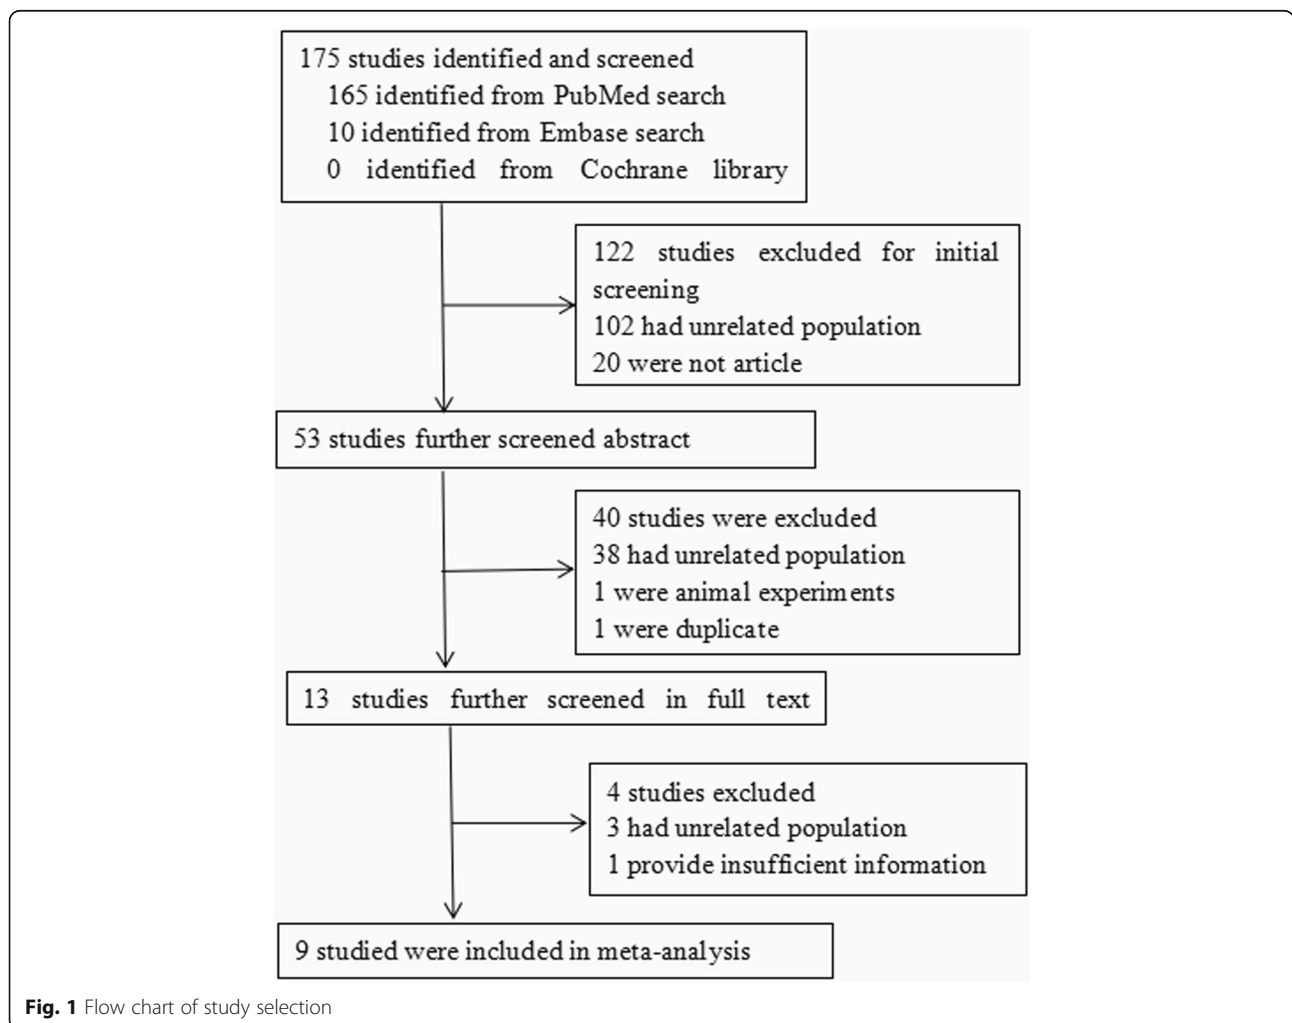 175 studies identified and screened
165 identified from PubMed search
10 identified from Embase search
0 identified from Cochrane library
122 studies excluded for initial
screening
102 had unrelated population
20 were not article
53 studies further screened abstract
40 studies were excluded
38 had unrelated population
1 were animal experiments
1 were duplicate
13 studies further screened in full text
4 studies excluded
3 had unrelated population
1 provide insufficient information
9 studied were included in meta-analysis
Fig. 1 Flow chart of study selection